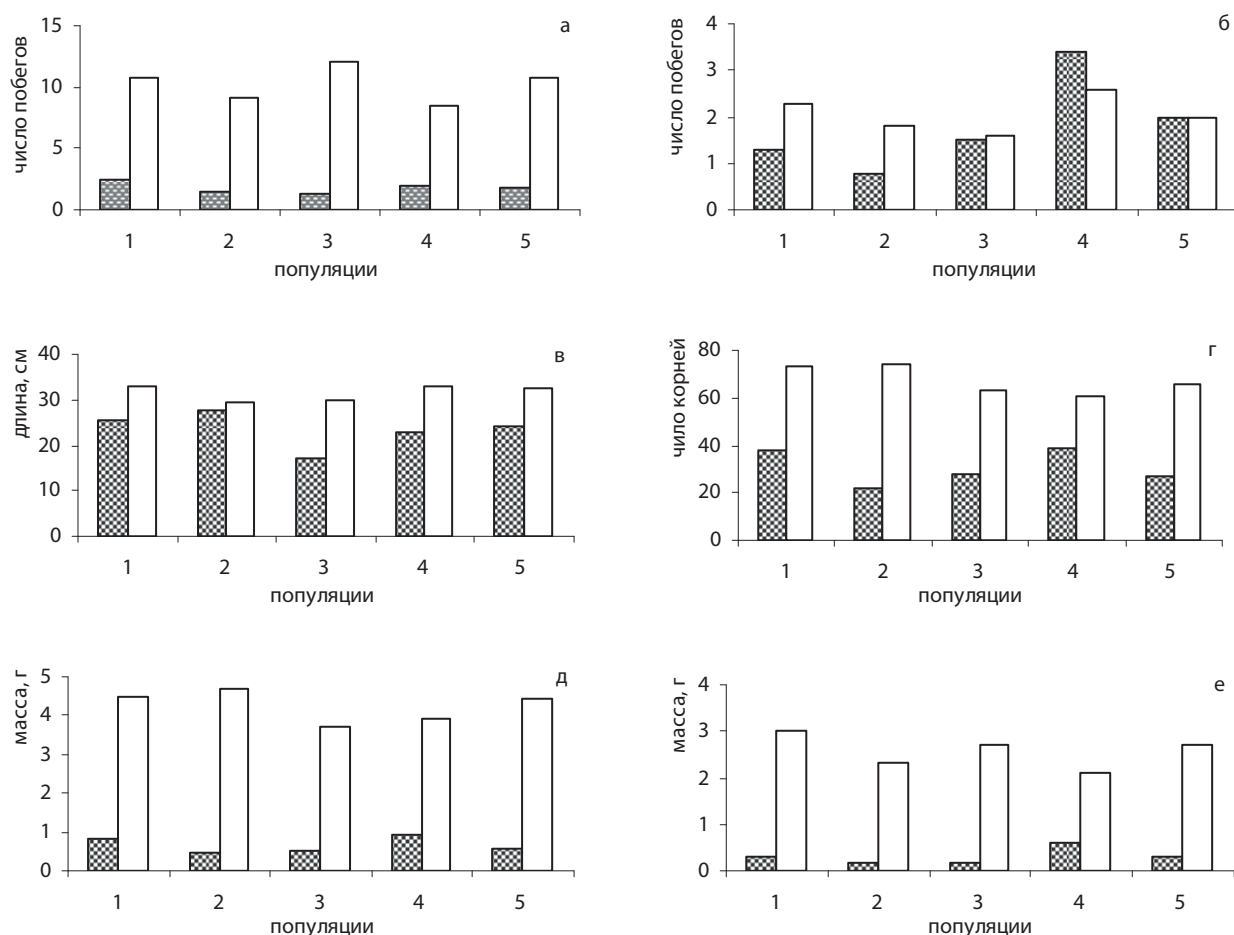 а
число побегов
15
10
5
0
1 2 3 4 5
популяции
б
число побегов
4
3
2
1
0
1 2 3 4 5
популяции
в
длина, см
40
30
20
10
0
1 2 3 4 5
популяции
г
чило корней
80
60
40
20
0
1 2 3 4 5
популяции
д
масса, г
5
4
3
2
1
0
1 2 3 4 5
популяции
е
масса, г
4
3
2
1
0
1 2 3 4 5
популяции